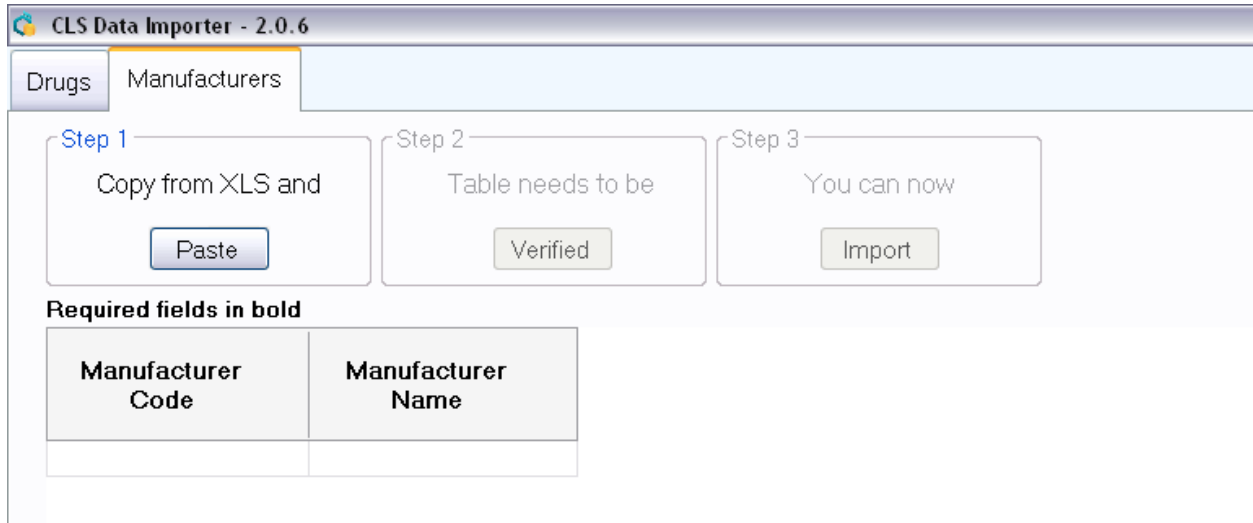 CLS Data Importer - 2.0.6
Drugs
Manufacturers
Step 1
Copy from XLS and
Paste
Step 2
Table needs to be
Verified
Step 3
You can now
Import
Required fields in bold
Manufacturer
Code
Manufacturer
Name